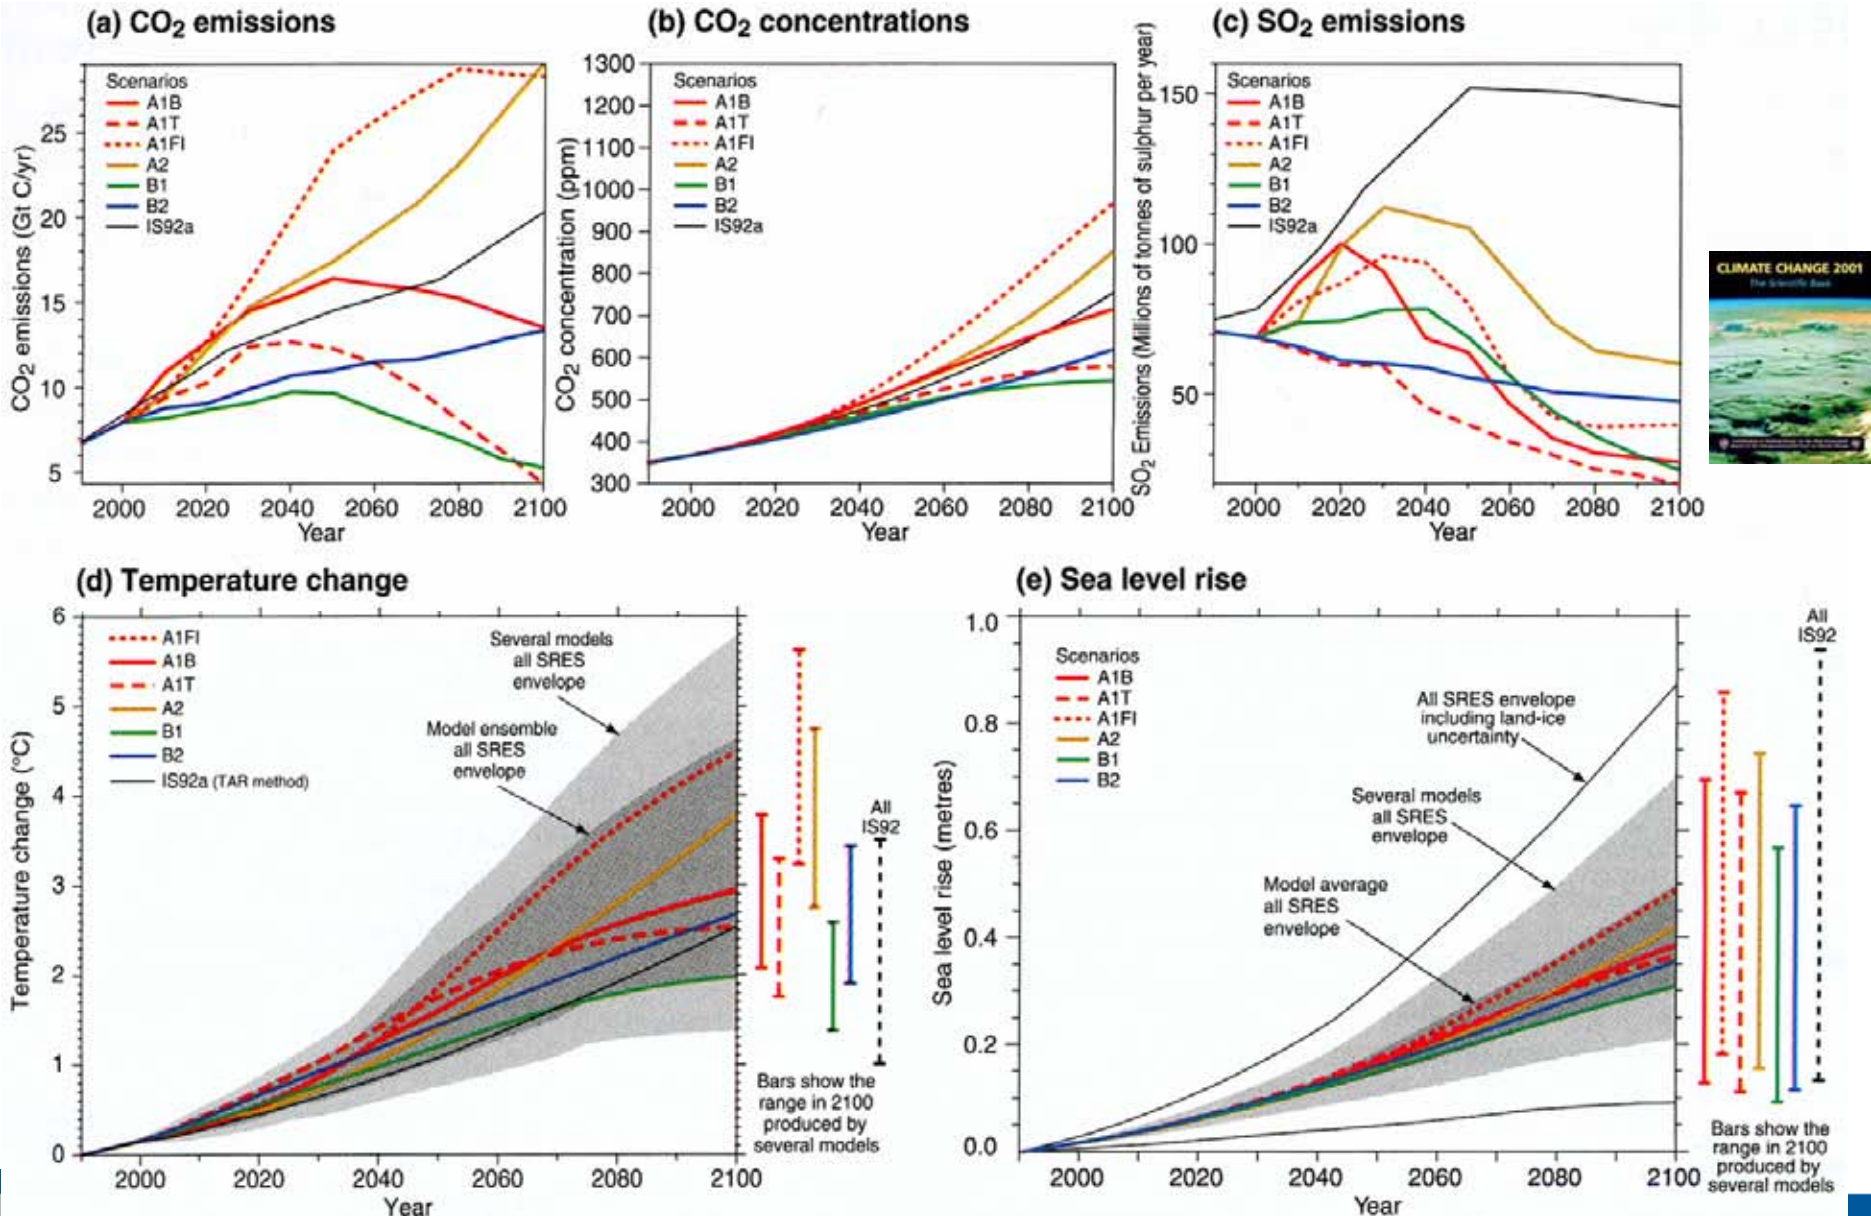 (a) CO2 emissions
CO2 emissions (Gt C/yr)
25
20
15
10
5
Scenarios
A1B
A1T
A1FI
A2
B1
B2
IS92a
2000 2020 2040 2060 2080 2100
Year
(b) CO2 concentrations
CO2 concentration (ppm)
1300
1200
1100
1000
900
800
700
600
500
400
300
Scenarios
A1B
A1T
A1FI
A2
B1
B2
IS92a
2000 2020 2040 2060 2080 2100
Year
(c) SO2 emissions
SO2 Emissions (Millions of tonnes of sulphur per year)
150
100
50
Scenarios
A1B
A1T
A1FI
A2
B1
B2
IS92a
2000 2020 2040 2060 2080 2100
Year
CLIMATE CHANGE 2001
The Scientific Basis
(d) Temperature change
Temperature change (°C)
6
5
4
3
2
1
0
A1FI
A1B
A1T
A2
B1
B2
IS92a (TAR method)
Several models
all SRES
envelope
Model ensemble
all SRES
envelope
2000 2020 2040 2060 2080 2100
Year
All
IS92
Bars show the
range in 2100
produced by
several models
(e) Sea level rise
Sea level rise (metres)
1.0
0.8
0.6
0.4
0.2
0.0
Scenarios
A1B
A1T
A1FI
A2
B1
B2
All SRES envelope
including land-ice
uncertainty
Several models
all SRES
envelope
Model average
all SRES
envelope
2000 2020 2040 2060 2080 2100
Year
All
IS92
Bars show the
range in 2100
produced by
several models